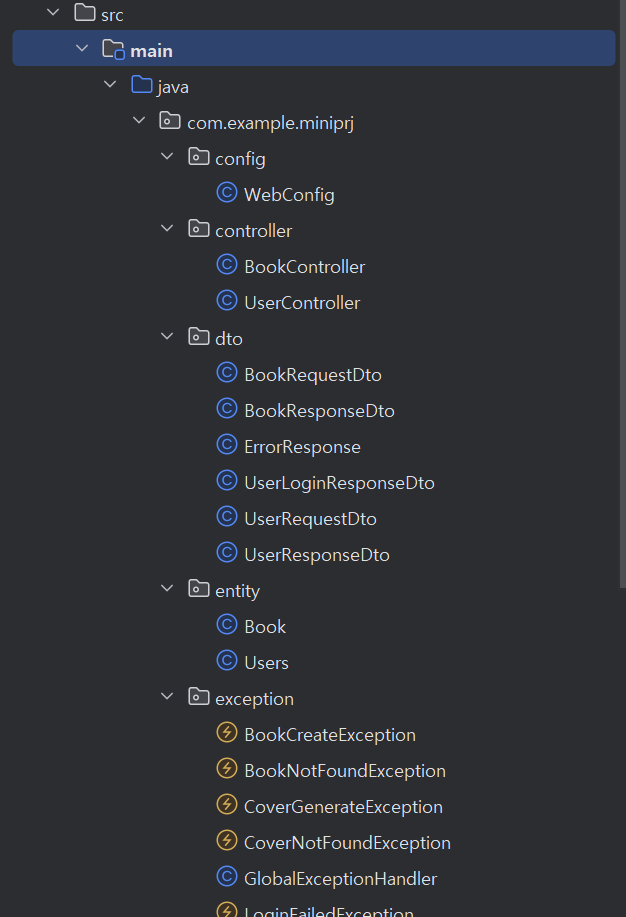 src
main
java
com.example.miniprj
config
WebConfig
controller
BookController
UserController
dto
BookRequestDto
BookResponseDto
ErrorResponse
UserLoginResponseDto
UserRequestDto
UserResponseDto
entity
Book
Users
exception
BookCreateException
BookNotFoundException
CoverGenerateException
CoverNotFoundException
GlobalExceptionHandler
LoginFailedException